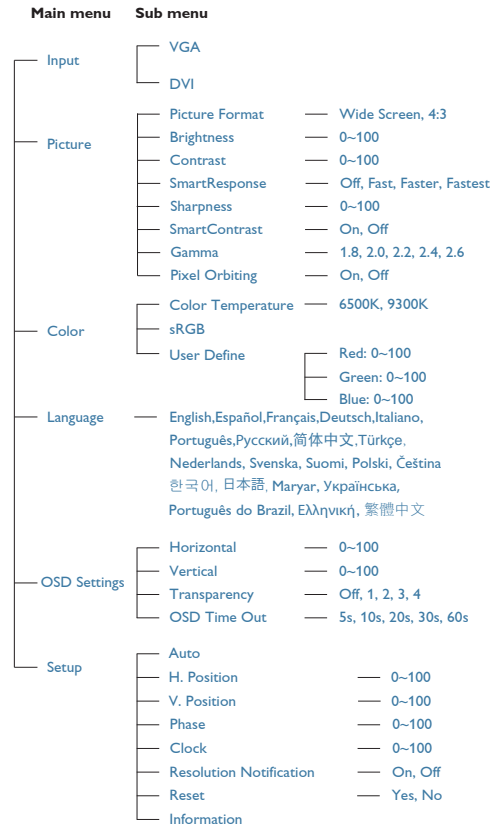 Main menu Sub menu
Input
VGA
DVI
Picture
Picture Format Wide Screen, 4:3
Brightness 0~100
Contrast 0~100
SmartResponse Off, Fast, Faster, Fastest
Sharpness 0~100
SmartContrast On, Off
Gamma 1.8, 2.0, 2.2, 2.4, 2.6
Pixel Orbiting On, Off
Color
Color Temperature 6500K, 9300K
sRGB
User Define Red: 0~100
Green: 0~100
Blue: 0~100
Language English,Español,Français,Deutsch,Italiano,
Português,Русский,简体中文,Türkçe,
Nederlands, Svenska, Suomi, Polski, Čeština
한국어, 日本語, Maryar, Українська,
Português do Brazil, Ελληνική, 繁體中文
OSD Settings
Horizontal 0~100
Vertical 0~100
Transparency Off, 1, 2, 3, 4
OSD Time Out 5s, 10s, 20s, 30s, 60s
Setup
Auto
H. Position 0~100
V. Position 0~100
Phase 0~100
Clock 0~100
Resolution Notification On, Off
Reset Yes, No
Information